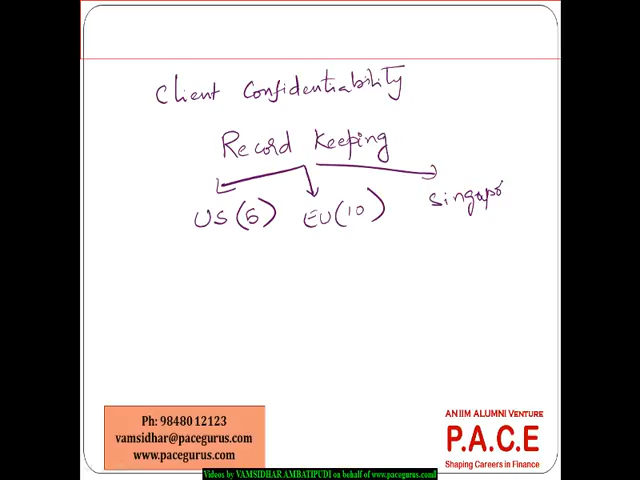 Client Confidentiability
Record Keeping
US (5) EU (10) Singapo
Ph: 98480 12123
vamsidhar@pacegurus.com
www.pacegurus.com
AN IIM ALUMNI VENTURE
P.A.C.E
Shaping Careers in Finance
Videos by VAMSIDHAR AMBATIPUDI on behalf of www.pacegurus.com